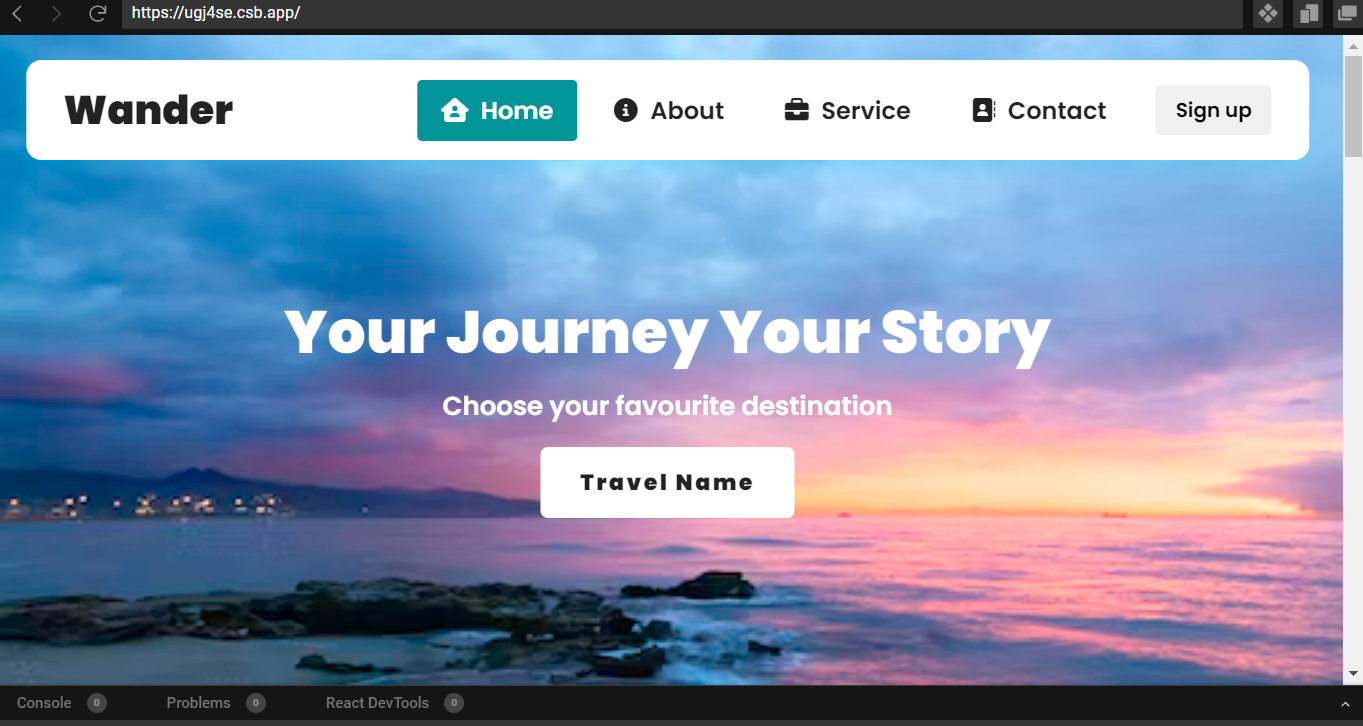 https://ugj4se.csb.app/
Wander
Home
About
Service
Contact
Sign up
Your Journey Your Story
Choose your favourite destination
Travel Name
Console 0
Problems 0
React DevTools 0